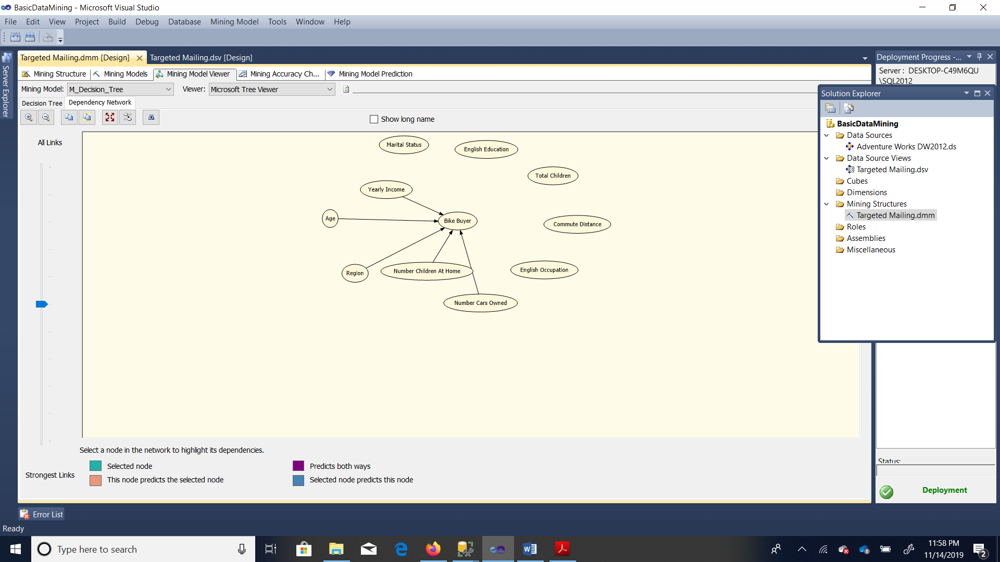 BasicDataMining - Microsoft Visual Studio
File Edit View Project Build Debug Database Mining Model Tools Window Help
Server Explorer
Targeted Mailing.dmm [Design] Targeted Mailing.dsv [Design]
Mining Structure Mining Models Mining Model Viewer Mining Accuracy Ch... Mining Model Prediction
Mining Model: M_Decision_Tree Viewer: Microsoft Tree Viewer
Decision Tree Dependency Network
Show long name
All Links
Marital Status
English Education
Total Children
Yearly Income
Age
Bike Buyer
Commute Distance
Region
Number Children At Home
English Occupation
Number Cars Owned
Select a node in the network to highlight its dependencies.
Selected node Predicts both ways
Strongest Links
This node predicts the selected node Selected node predicts this node
Deployment Progress -...
Server : DESKTOP-C49M6QU
\SQL2012
Solution Explorer
BasicDataMining
Data Sources
Adventure Works DW2012.ds
Data Source Views
Targeted Mailing.dsv
Cubes
Dimensions
Mining Structures
Targeted Mailing.dmm
Roles
Assemblies
Miscellaneous
Status:
Deployment
Error List
Ready
Type here to search
11:58 PM
11/14/2019
2